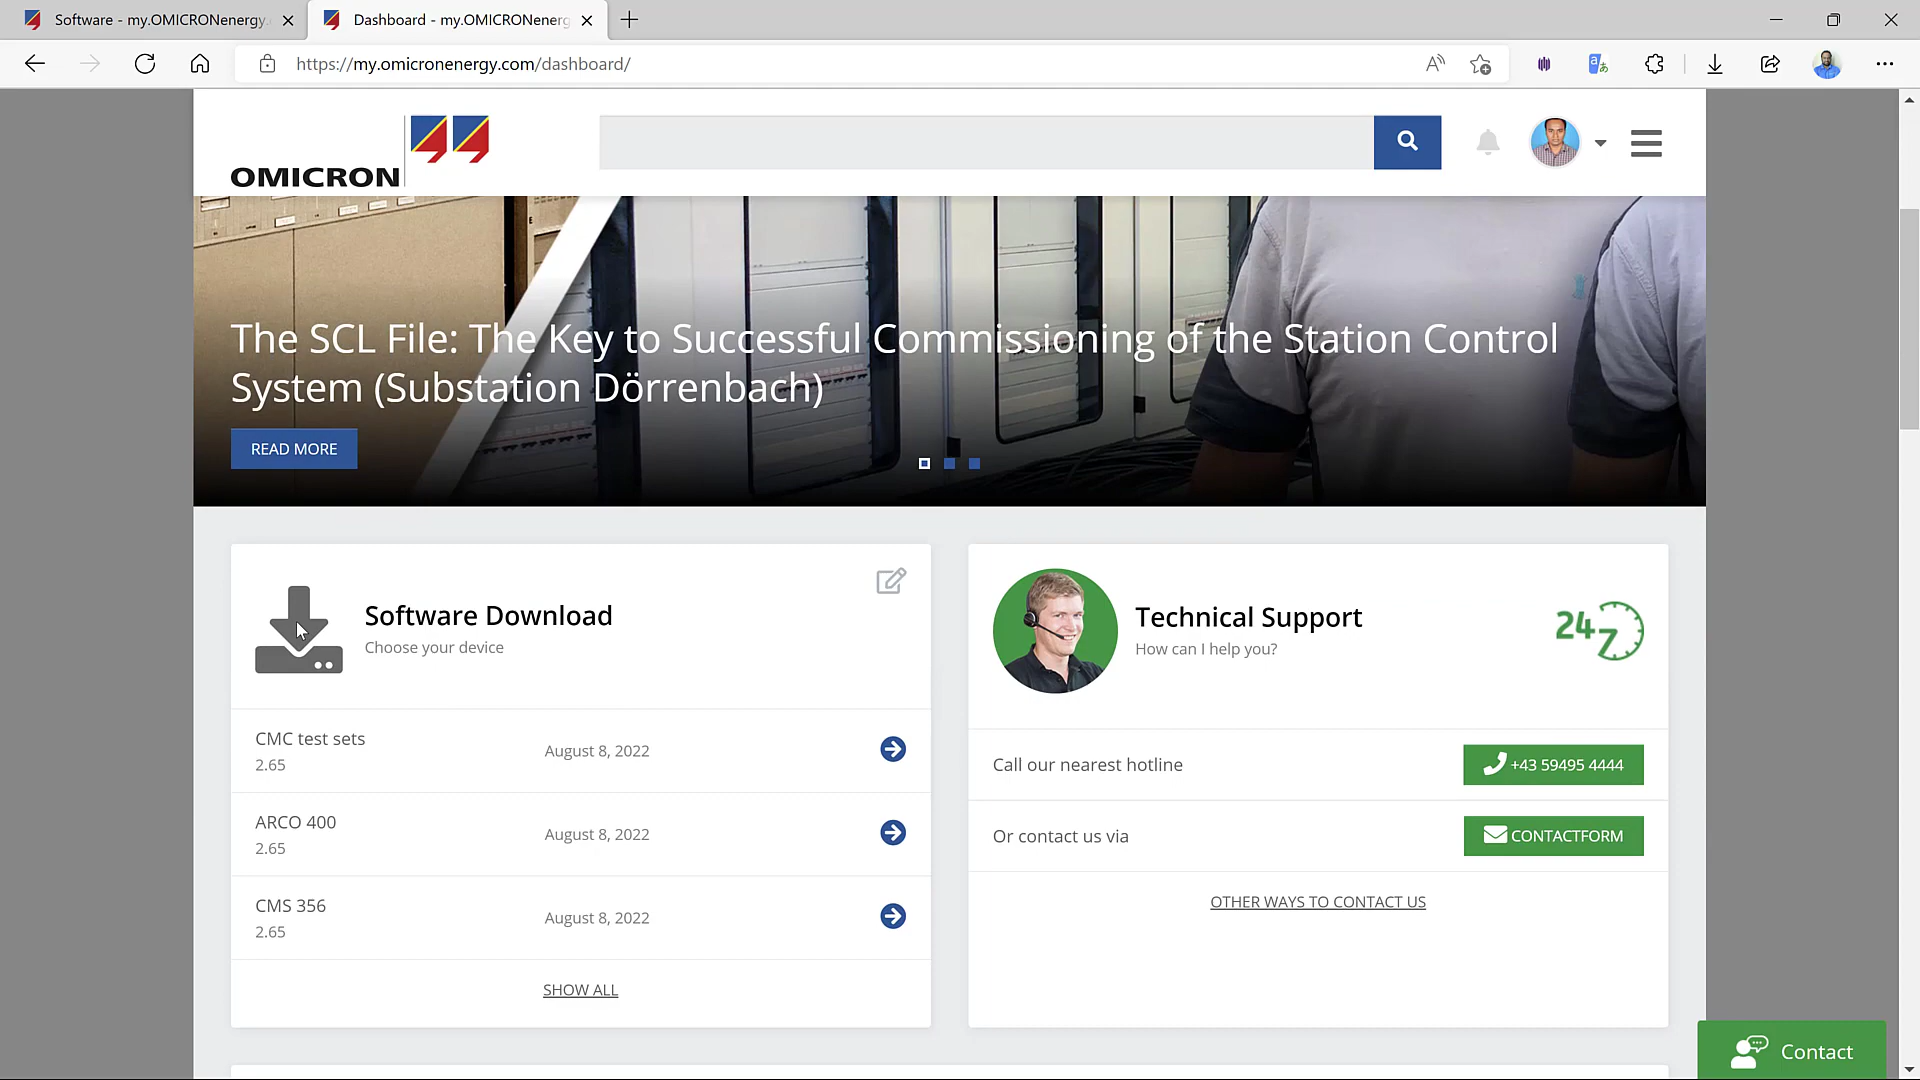 Software - my.OMICRONenergy.
Dashboard - my.OMICRONenerg
https://my.omicronenergy.com/dashboard/
OMICRON
The SCL File: The Key to Successful Commissioning of the Station Control
System (Substation Dörrenbach)
READ MORE
Software Download
Choose your device
CMC test sets
2.65
August 8, 2022
ARCO 400
2.65
August 8, 2022
CMS 356
2.65
August 8, 2022
SHOW ALL
Technical Support
How can I help you?
24 7
Call our nearest hotline
+43 59495 4444
Or contact us via
CONTACTFORM
OTHER WAYS TO CONTACT US
Contact